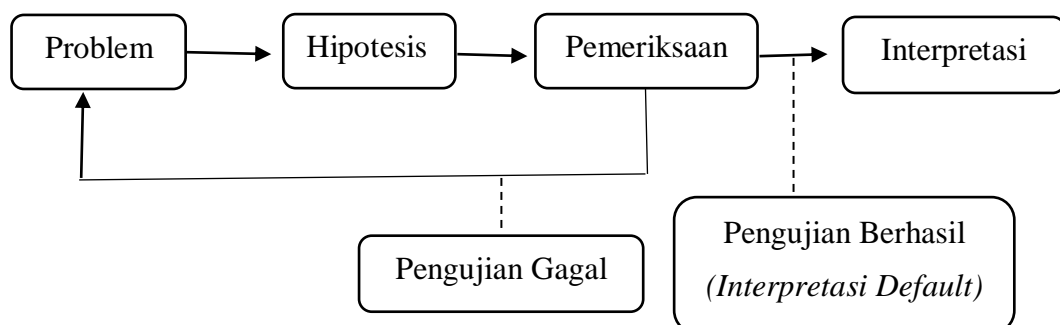 Problem
Hipotesis
Pemeriksaan
Interpretasi
Pengujian Gagal
Pengujian Berhasil
(Interpretasi Default)